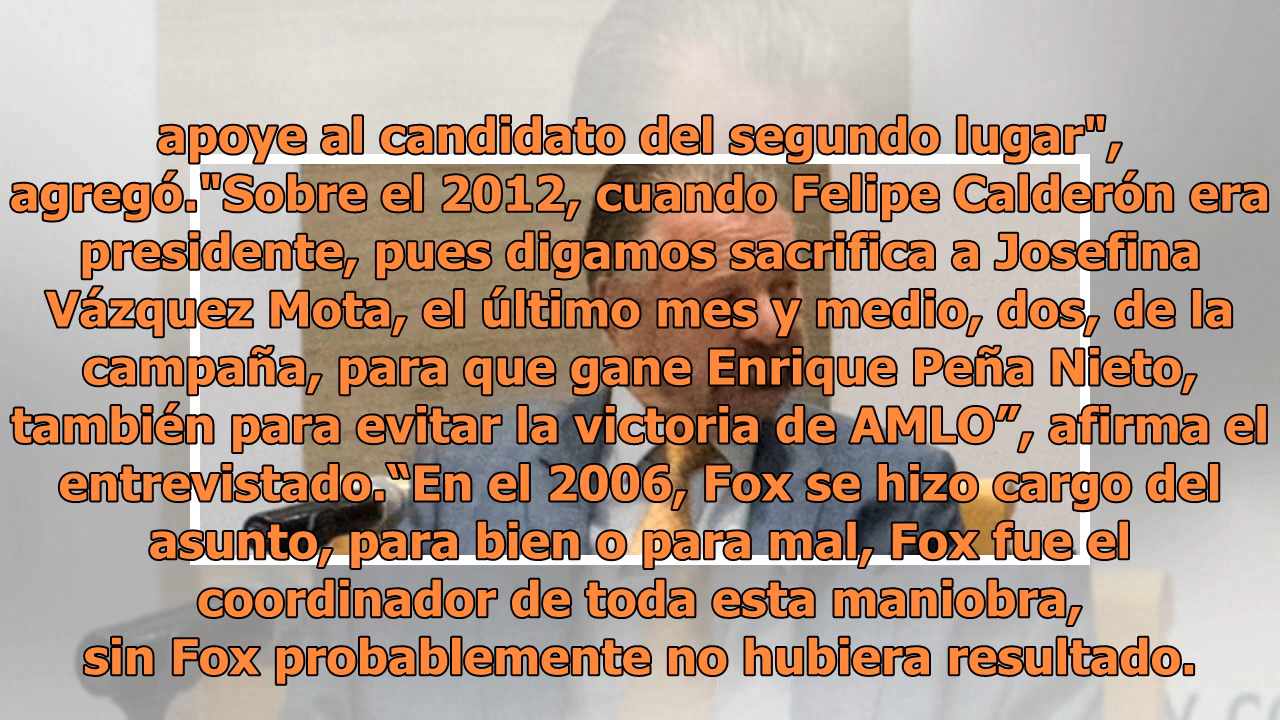 apoye al candidato del segundo lugar",
agregó."Sobre el 2012, cuando Felipe Calderón era
presidente, pues digamos sacrifica a Josefina
Vázquez Mota, el último mes y medio, dos, de la
campaña, para que gane Enrique Peña Nieto,
también para evitar la victoria de AMLO”, afirma el
entrevistado.“En el 2006, Fox se hizo cargo del
asunto, para bien o para mal, Fox fue el
coordinador de toda esta maniobra,
sin Fox probablemente no hubiera resultado.